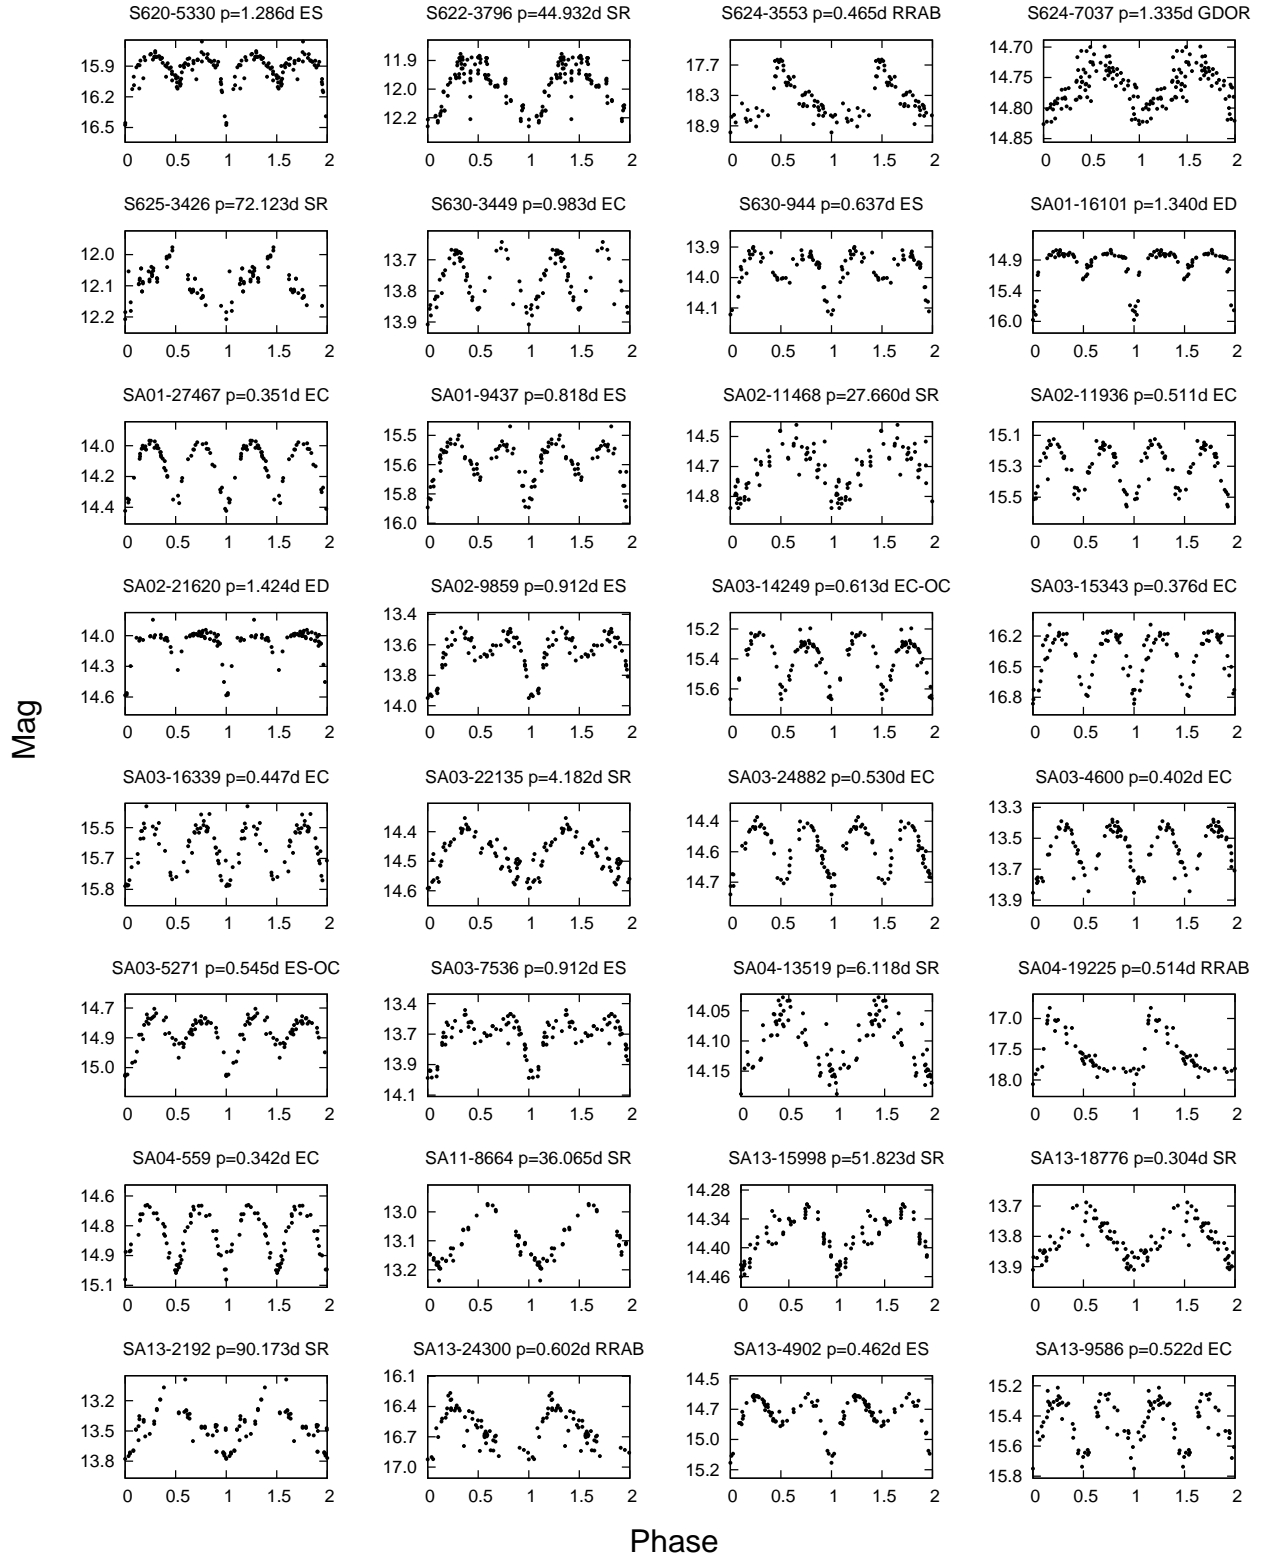 S620-5330 p=1.286d ES
15.9
16.2
16.5
0 0.5 1 1.5 2
S622-3796 p=44.932d SR
11.9
12.0
12.2
0 0.5 1 1.5 2
S624-3553 p=0.465d RRAB
17.7
18.3
18.9
0 0.5 1 1.5 2
S624-7037 p=1.335d GDOR
14.70
14.75
14.80
14.85
0 0.5 1 1.5 2
S625-3426 p=72.123d SR
12.0
12.1
12.2
0 0.5 1 1.5 2
S630-3449 p=0.983d EC
13.7
13.8
13.9
0 0.5 1 1.5 2
S630-944 p=0.637d ES
13.9
14.0
14.1
0 0.5 1 1.5 2
SA01-16101 p=1.340d ED
14.9
15.4
16.0
0 0.5 1 1.5 2
SA01-27467 p=0.351d EC
14.0
14.2
14.4
0 0.5 1 1.5 2
SA01-9437 p=0.818d ES
15.5
15.6
15.8
16.0
0 0.5 1 1.5 2
SA02-11468 p=27.660d SR
14.5
14.7
14.8
0 0.5 1 1.5 2
SA02-11936 p=0.511d EC
15.1
15.3
15.5
0 0.5 1 1.5 2
SA02-21620 p=1.424d ED
14.0
14.3
14.6
0 0.5 1 1.5 2
SA02-9859 p=0.912d ES
13.4
13.6
13.8
14.0
0 0.5 1 1.5 2
SA03-14249 p=0.613d EC-OC
15.2
15.4
15.6
0 0.5 1 1.5 2
SA03-15343 p=0.376d EC
16.2
16.5
16.8
0 0.5 1 1.5 2
Mag
SA03-16339 p=0.447d EC
15.5
15.7
15.8
0 0.5 1 1.5 2
SA03-22135 p=4.182d SR
14.4
14.5
14.6
0 0.5 1 1.5 2
SA03-24882 p=0.530d EC
14.4
14.6
14.7
0 0.5 1 1.5 2
SA03-4600 p=0.402d EC
13.3
13.5
13.7
13.9
0 0.5 1 1.5 2
SA03-5271 p=0.545d ES-OC
14.7
14.9
15.0
0 0.5 1 1.5 2
SA03-7536 p=0.912d ES
13.4
13.6
13.9
14.1
0 0.5 1 1.5 2
SA04-13519 p=6.118d SR
14.05
14.10
14.15
0 0.5 1 1.5 2
SA04-19225 p=0.514d RRAB
17.0
17.5
18.0
0 0.5 1 1.5 2
SA04-559 p=0.342d EC
14.6
14.8
14.9
15.1
0 0.5 1 1.5 2
SA11-8664 p=36.065d SR
13.0
13.1
13.2
0 0.5 1 1.5 2
SA13-15998 p=51.823d SR
14.28
14.34
14.40
14.46
0 0.5 1 1.5 2
SA13-18776 p=0.304d SR
13.7
13.8
13.9
0 0.5 1 1.5 2
SA13-2192 p=90.173d SR
13.2
13.5
13.8
0 0.5 1 1.5 2
SA13-24300 p=0.602d RRAB
16.1
16.4
16.7
17.0
0 0.5 1 1.5 2
SA13-4902 p=0.462d ES
14.5
14.7
15.0
15.2
0 0.5 1 1.5 2
SA13-9586 p=0.522d EC
15.2
15.4
15.6
15.8
0 0.5 1 1.5 2
Phase